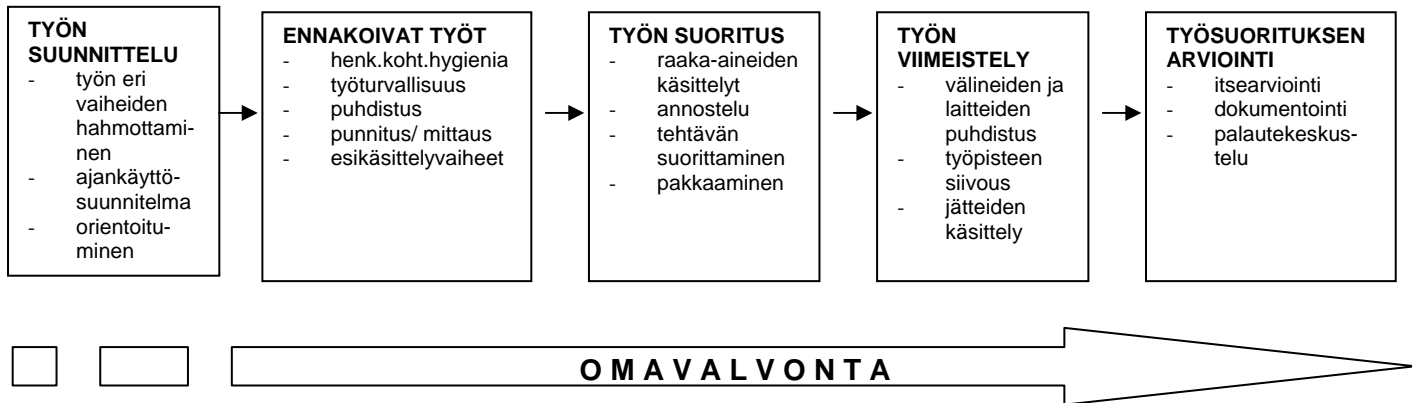 TYÖN
SUUNNITTELU
- työn eri
vaiheiden
hahmottami-
nen
- ajankäyttö-
suunnitelma
- orientoitu-
minen
ENNAKOIVAT TYÖT
- henk.koht.hygienia
- työturvallisuus
- puhdistus
- punnitus/ mittaus
- esikäsittelyvaiheet
TYÖN SUORITUS
- raaka-aineiden
käsittelyt
- annostelu
- tehtävän
suorittaminen
- pakkaaminen
TYÖN
VIIMEISTELY
- välineiden ja
laitteiden
puhdistus
- työpisteen
siivous
- jätteiden
käsittely
TYÖSUORITUKSEN
ARVIOINTI
- itsearviointi
- dokumentointi
- palautekeskus-
telu
O M A V A L V O N T A